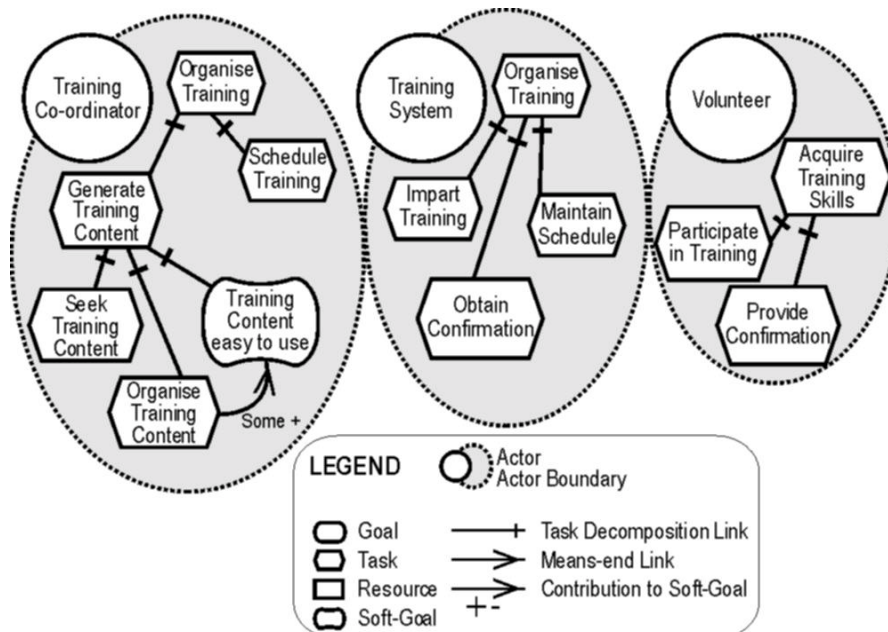 Training
Co-ordinator
Organise
Training
Schedule
Training
Generate
Training
Content
Seek
Training
Content
Training
Content
easy to use
Organise
Training
Content
Some +
Training
System
Organise
Training
Impart
Training
Maintain
Schedule
Obtain
Confirmation
Volunteer
Acquire
Training
Skills
Participate
in Training
Provide
Confirmation
LEGEND
Actor
Actor Boundary
Goal
Task
Resource
Soft-Goal
Task Decomposition Link
Means-end Link
Contribution to Soft-Goal
+ -